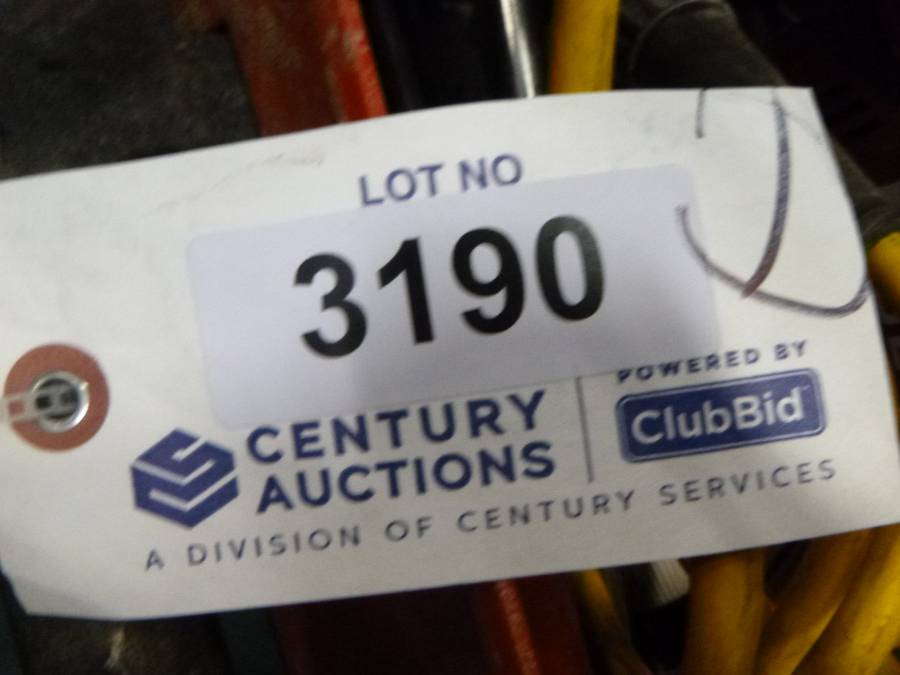 LOT NO
3190
CENTURY
AUCTIONS
POWERED BY
ClubBid
A DIVISION OF CENTURY SERVICES